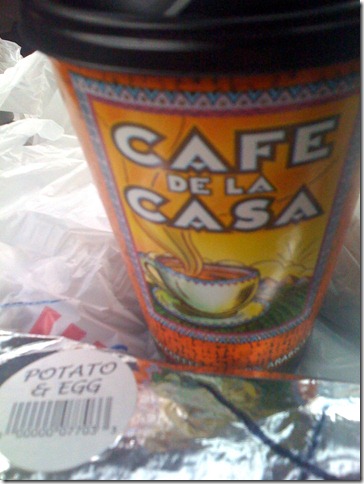 CAFE
DE LA
CASA
POTATO
& EGG